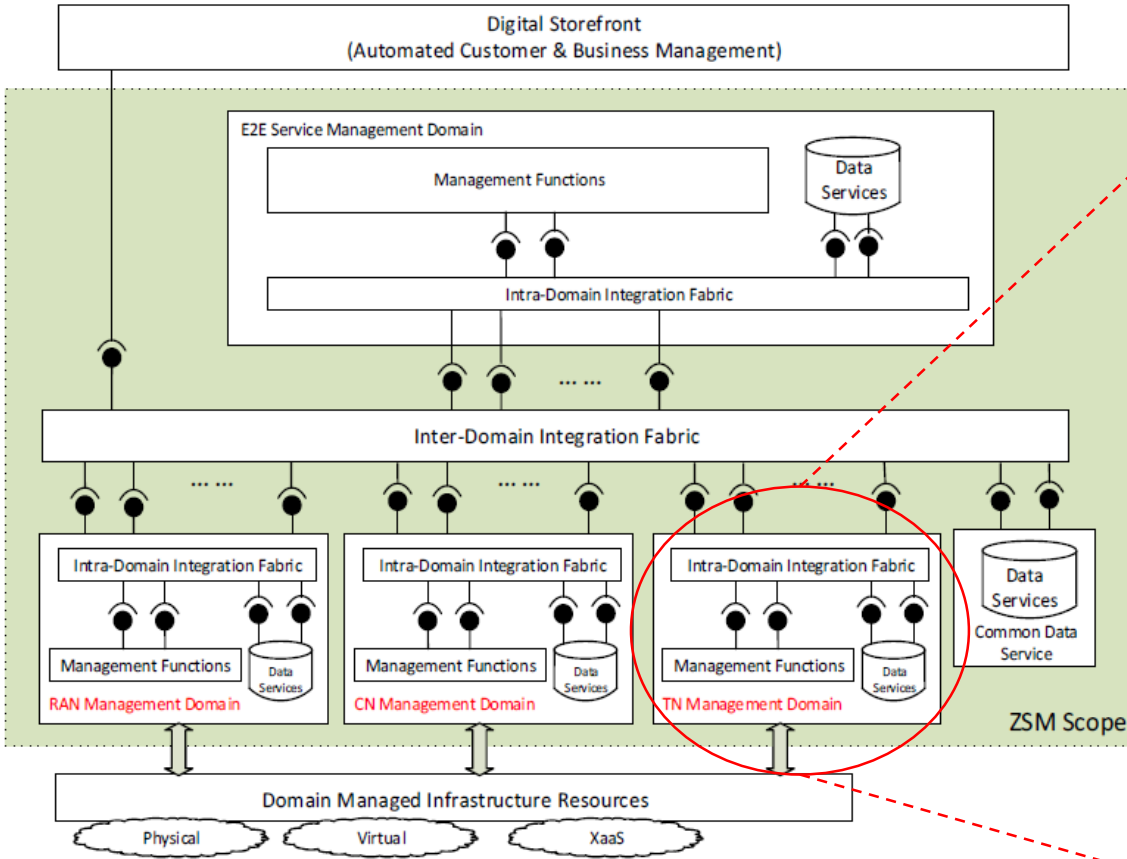 Digital Storefront
(Automated Customer & Business Management)
E2E Service Management Domain
Management Functions
Data
Services
Intra-Domain Integration Fabric
... ...
Inter-Domain Integration Fabric
... ...
... ...
... ...
Intra-Domain Integration Fabric
Management Functions
Data
Services
RAN Management Domain
Intra-Domain Integration Fabric
Management Functions
Data
Services
CN Management Domain
Intra-Domain Integration Fabric
Management Functions
Data
Services
TN Management Domain
Data
Services
Common Data
Service
ZSM Scope
Domain Managed Infrastructure Resources
Physical
Virtual
XaaS